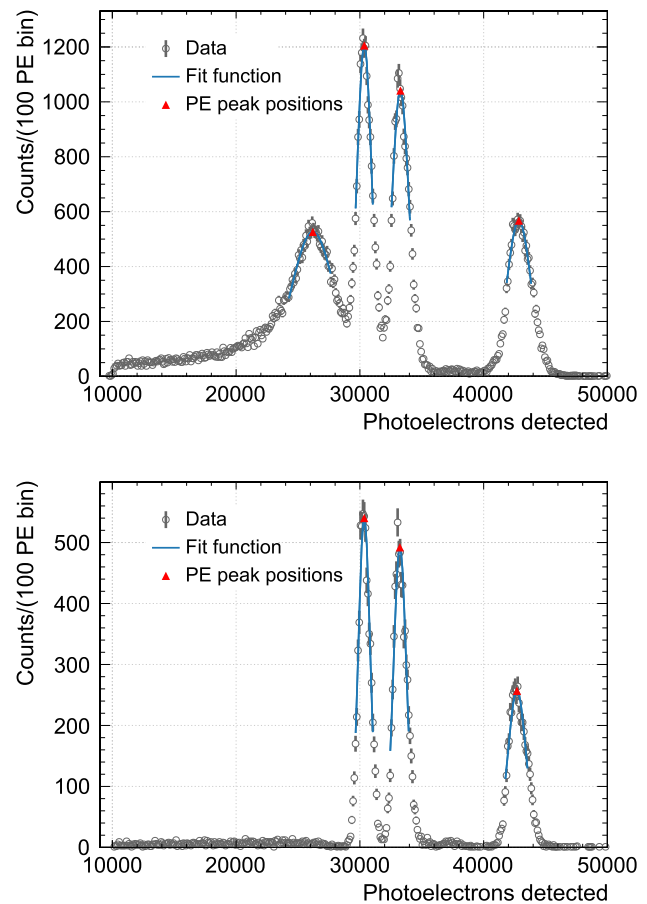 Counts/(100 PE bin)
1200
1000
800
600
400
200
0
Data
Fit function
PE peak positions
10000 20000 30000 40000 50000
Photoelectrons detected
Counts/(100 PE bin)
500
400
300
200
100
0
Data
Fit function
PE peak positions
10000 20000 30000 40000 50000
Photoelectrons detected